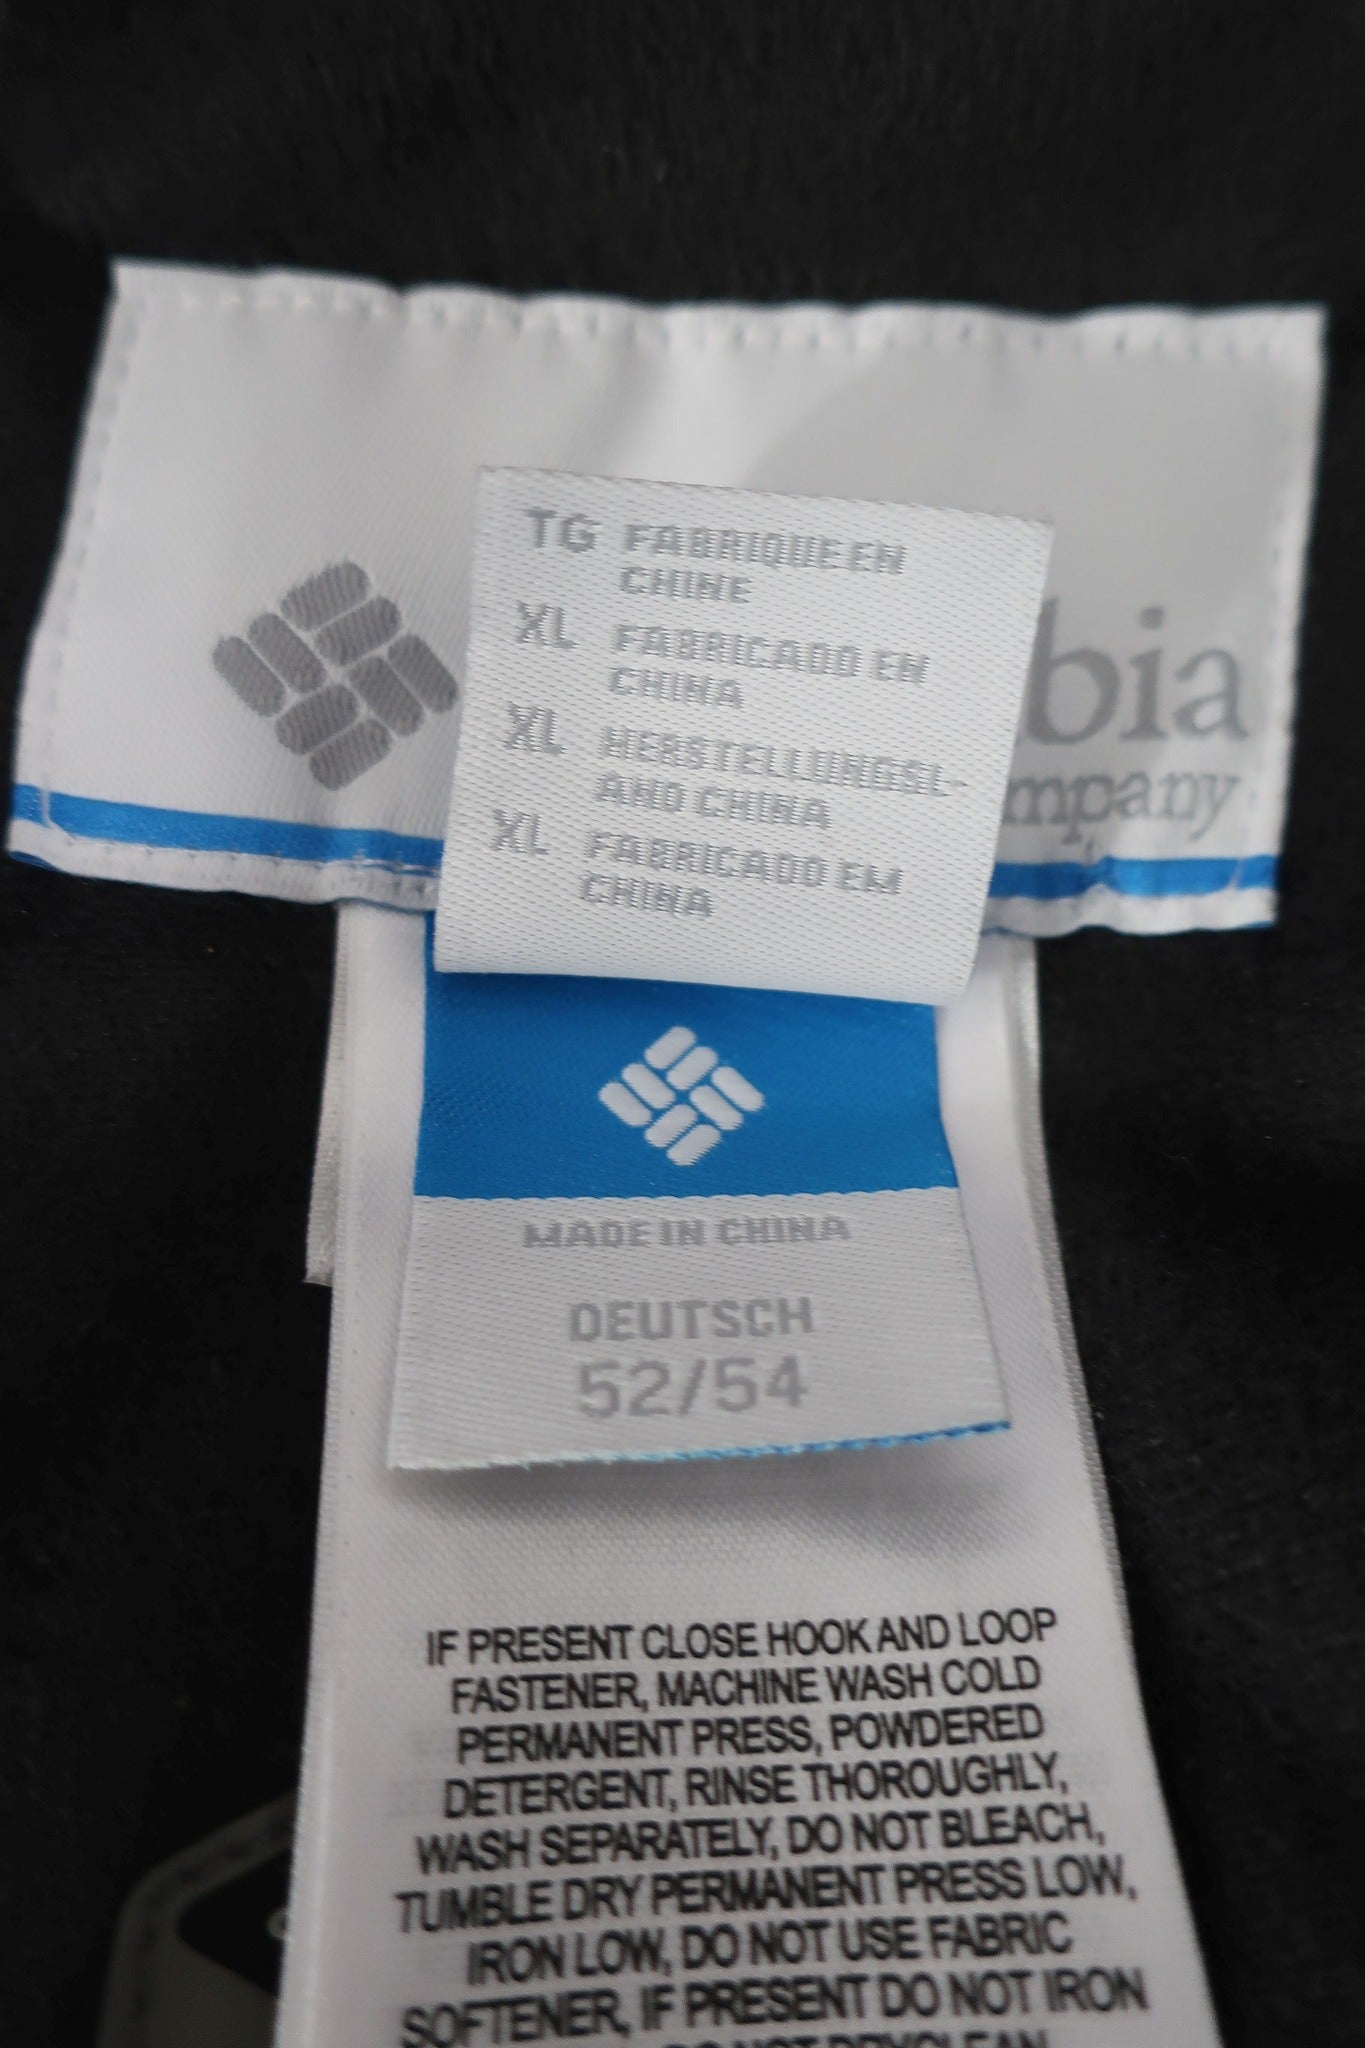 TG FABRIQUE EN
CHINE
XL FABRICADO EN
CHINA
XL HERSTELLUNGSL-
AND CHINA
XL FABRICADO EM
CHINA
bia
mpany
MADE IN CHINA
DEUTSCH
52/54
IF PRESENT CLOSE HOOK AND LOOP
FASTENER, MACHINE WASH COLD
PERMANENT PRESS, POWDERED
DETERGENT, RINSE THOROUGHLY,
WASH SEPARATELY, DO NOT BLEACH,
TUMBLE DRY PERMANENT PRESS LOW,
IRON LOW, DO NOT USE FABRIC
SOFTENER, IF PRESENT DO NOT IRON
DO NOT DRYCLEAN